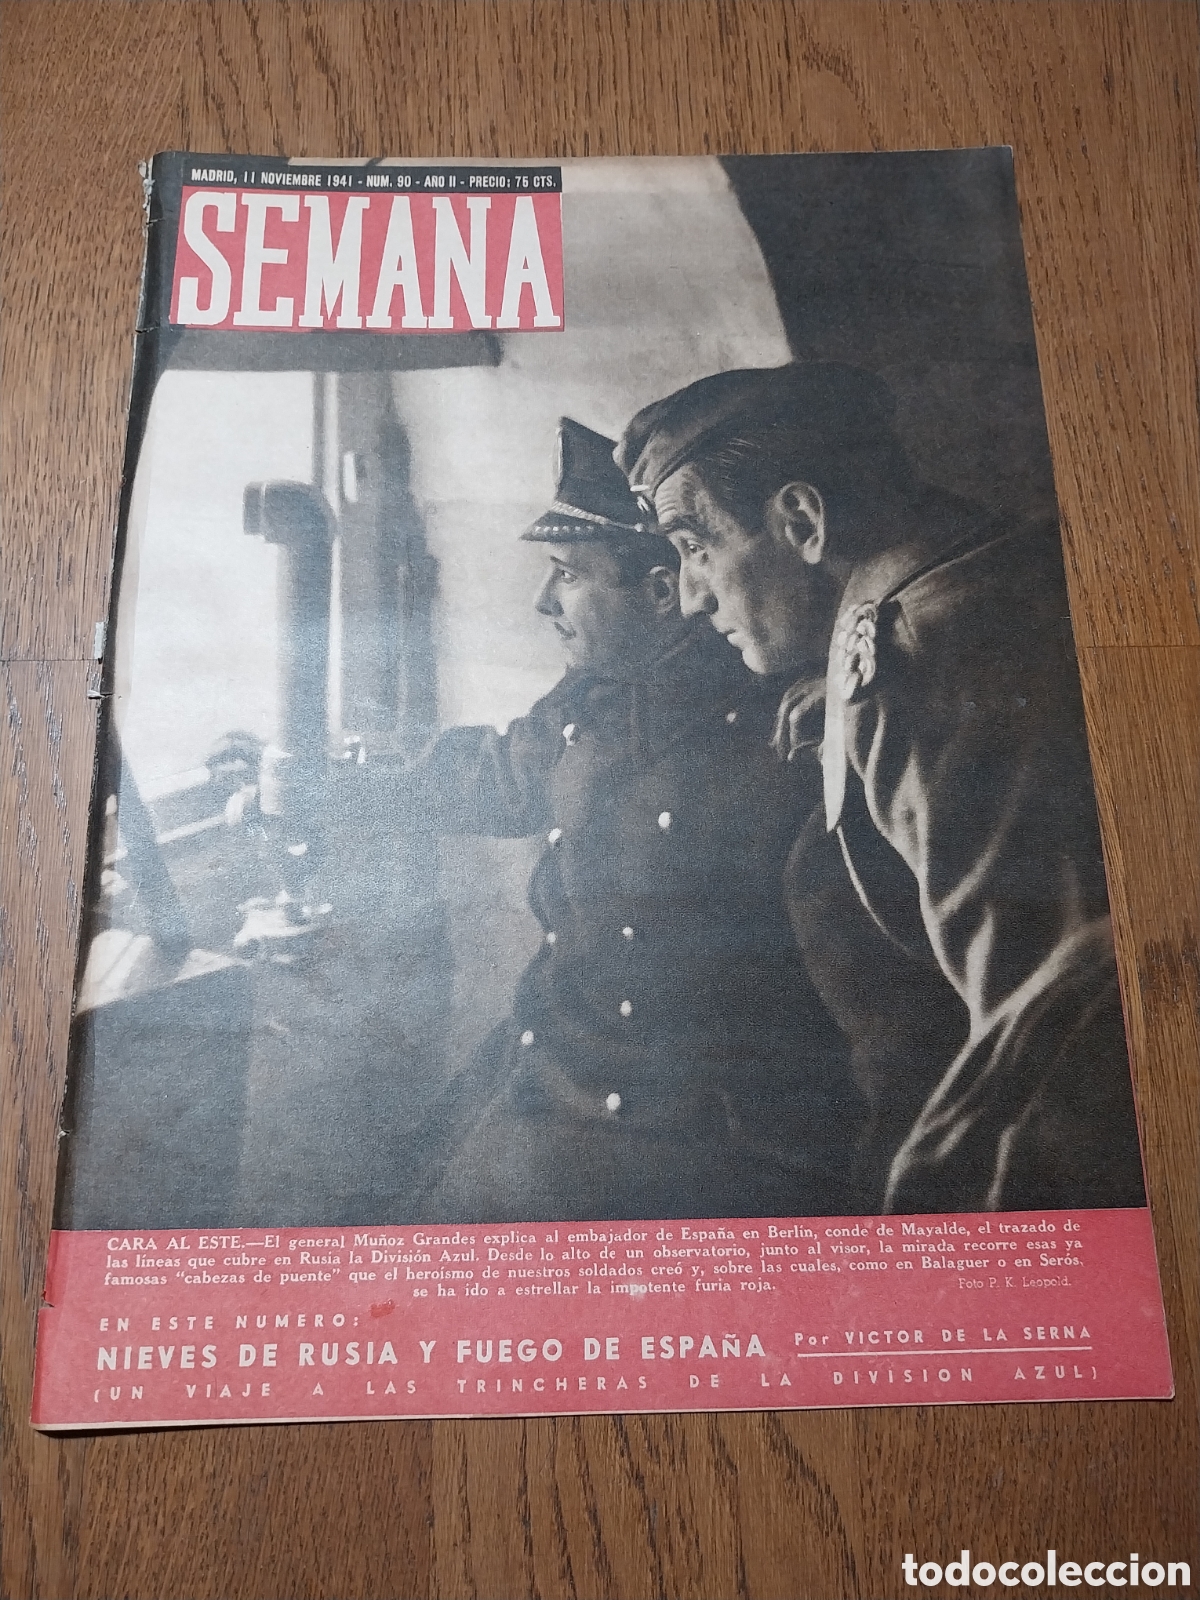 MADRID, 11 NOVIEMBRE 1941 - NUM. 90 - AÑO II - PRECIO: 75 CTS.
SEMANA
CARA AL ESTE.—El general Muñoz Grandes explica al embajador de España en Berlín, conde de Mayalde, el trazado de
las líneas que cubre en Rusia la División Azul. Desde lo alto de un observatorio, junto al visor, la mirada recorre esas ya
famosas "cabezas de puente" que el heroísmo de nuestros soldados creó y, sobre las cuales, como en Balaguer o en Serós,
se ha ido a estrellar la impotente furia roja.
Foto P. K. Leopold.
EN ESTE NUMERO:
NIEVES DE RUSIA Y FUEGO DE ESPAÑA Por VICTOR DE LA SERNA
(UN VIAJE A LAS TRINCHERAS DE LA DIVISION AZUL)
todocoleccion